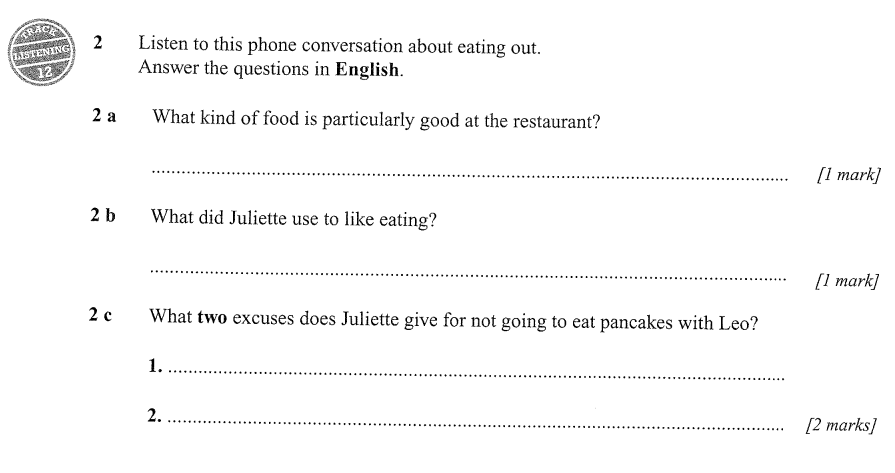 TRACK
LISTENING
12
2 Listen to this phone conversation about eating out.
Answer the questions in English.
2 a What kind of food is particularly good at the restaurant?
[1 mark]
2 b What did Juliette use to like eating?
[1 mark]
2 c What two excuses does Juliette give for not going to eat pancakes with Leo?
1.
2.
[2 marks]